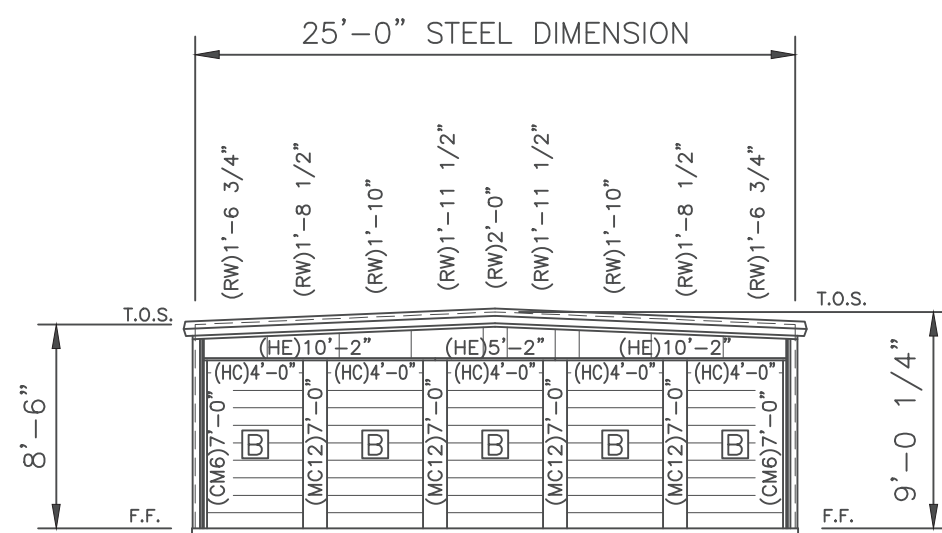 25'-0" STEEL DIMENSION
(RW)1'-6 3/4"
(RW)1'-8 1/2"
(RW)1'-10"
(RW)1'-11 1/2"
(RW)2'-0"
(RW)1'-11 1/2"
(RW)1'-10"
(RW)1'-8 1/2"
(RW)1'-6 3/4"
T.O.S.
T.O.S.
(HE)10'-2"
(HE)5'-2"
(HE)10'-2"
(HC)4'-0"
(HC)4'-0"
(HC)4'-0"
(HC)4'-0"
(HC)4'-0"
8'-6"
(CM6)7'-0"
B
(MC12)7'-0"
B
(MC12)7'-0"
B
(MC12)7'-0"
B
(MC12)7'-0"
B
(CM6)7'-0"
9'-0 1/4"
F.F.
F.F.